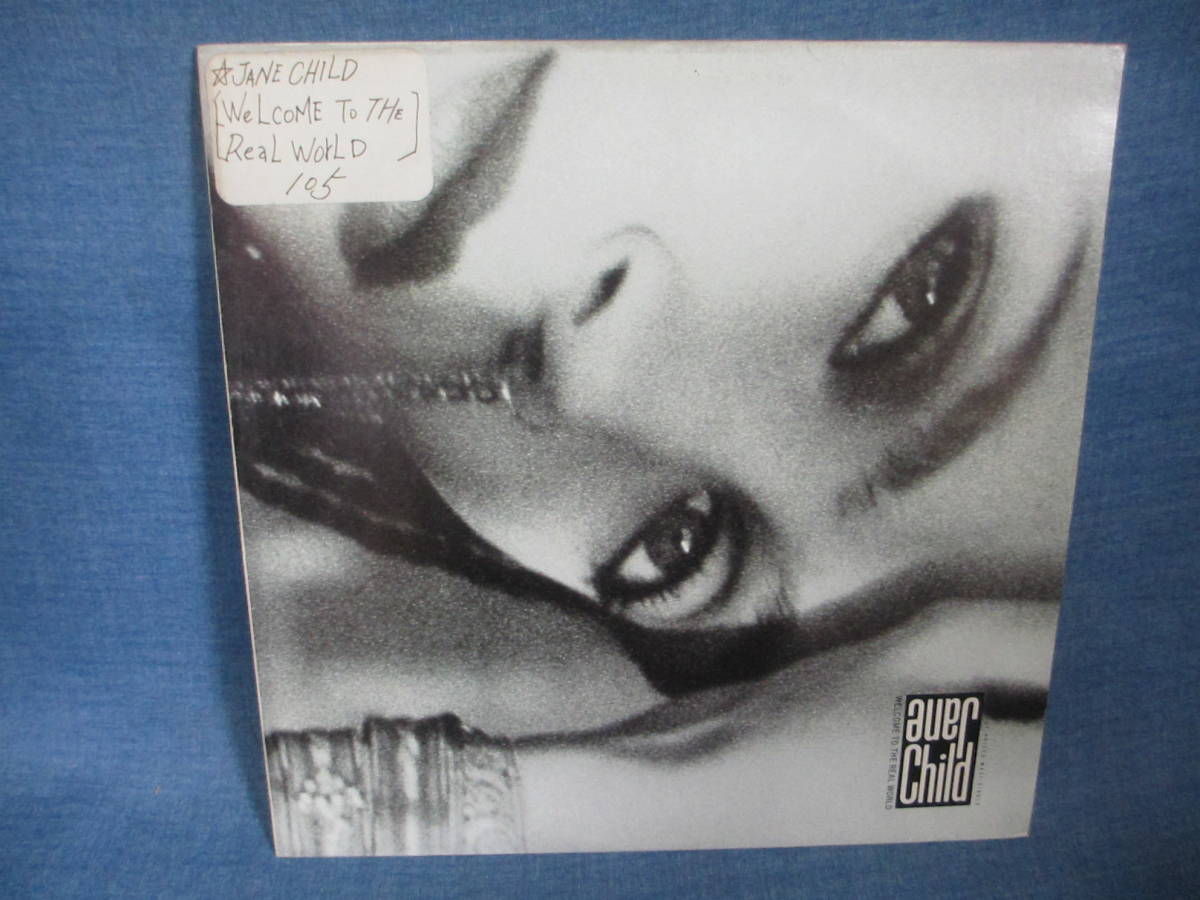 ☆JANE CHILD
[WeLcoME To THe
ReaL WorLD]
105
Jane
Child
WELCOME TO THE REAL WORLD